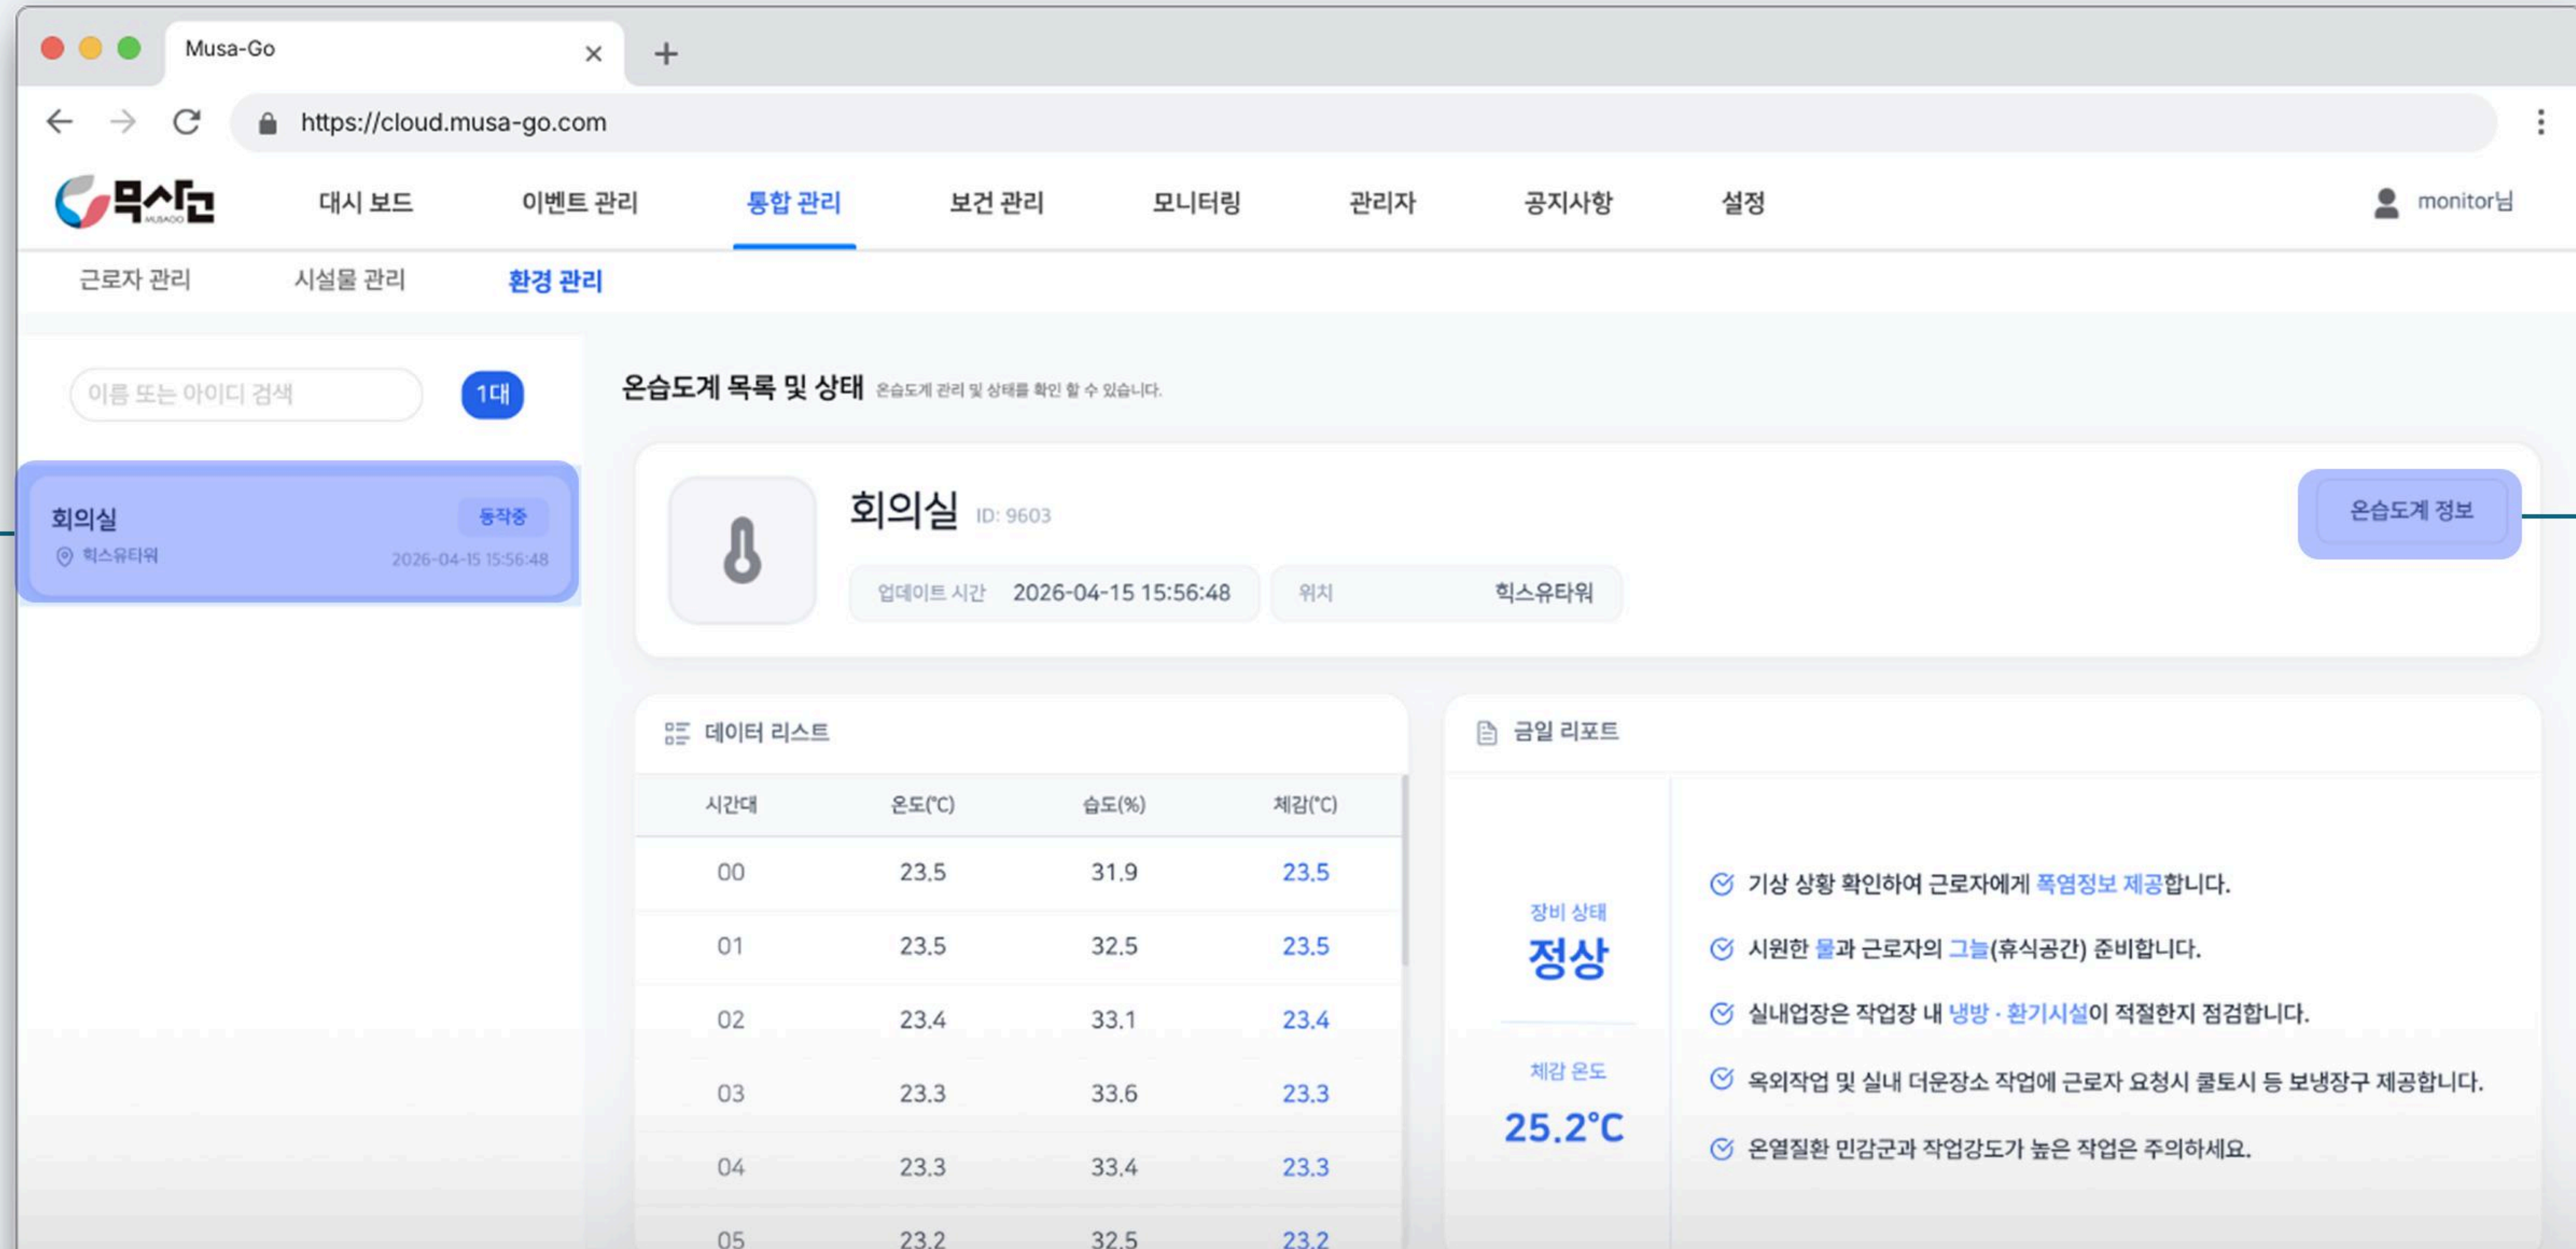 Musa-Go
https://cloud.musa-go.com
무사고 MUSAGO 대시 보드 이벤트 관리 통합 관리 보건 관리 모니터링 관리자 공지사항 설정 monitor님
근로자 관리 시설물 관리 환경 관리
이름 또는 아이디 검색 1대
회의실 동작중
힉스유타워 2026-04-15 15:56:48
온습도계 목록 및 상태 온습도계 관리 및 상태를 확인 할 수 있습니다.
회의실 ID: 9603
온습도계 정보
업데이트 시간 2026-04-15 15:56:48 위치 힉스유타워
데이터 리스트
시간대 온도(℃) 습도(%) 체감(℃)
00 23.5 31.9 23.5
01 23.5 32.5 23.5
02 23.4 33.1 23.4
03 23.3 33.6 23.3
04 23.3 33.4 23.3
05 23.2 32.5 23.2
금일 리포트
장비 상태
정상
체감 온도
25.2℃
기상 상황 확인하여 근로자에게 폭염정보 제공합니다.
시원한 물과 근로자의 그늘(휴식공간) 준비합니다.
실내업장은 작업장 내 냉방 · 환기시설이 적절한지 점검합니다.
옥외작업 및 실내 더운장소 작업에 근로자 요청시 쿨토시 등 보냉장구 제공합니다.
온열질환 민감군과 작업강도가 높은 작업은 주의하세요.